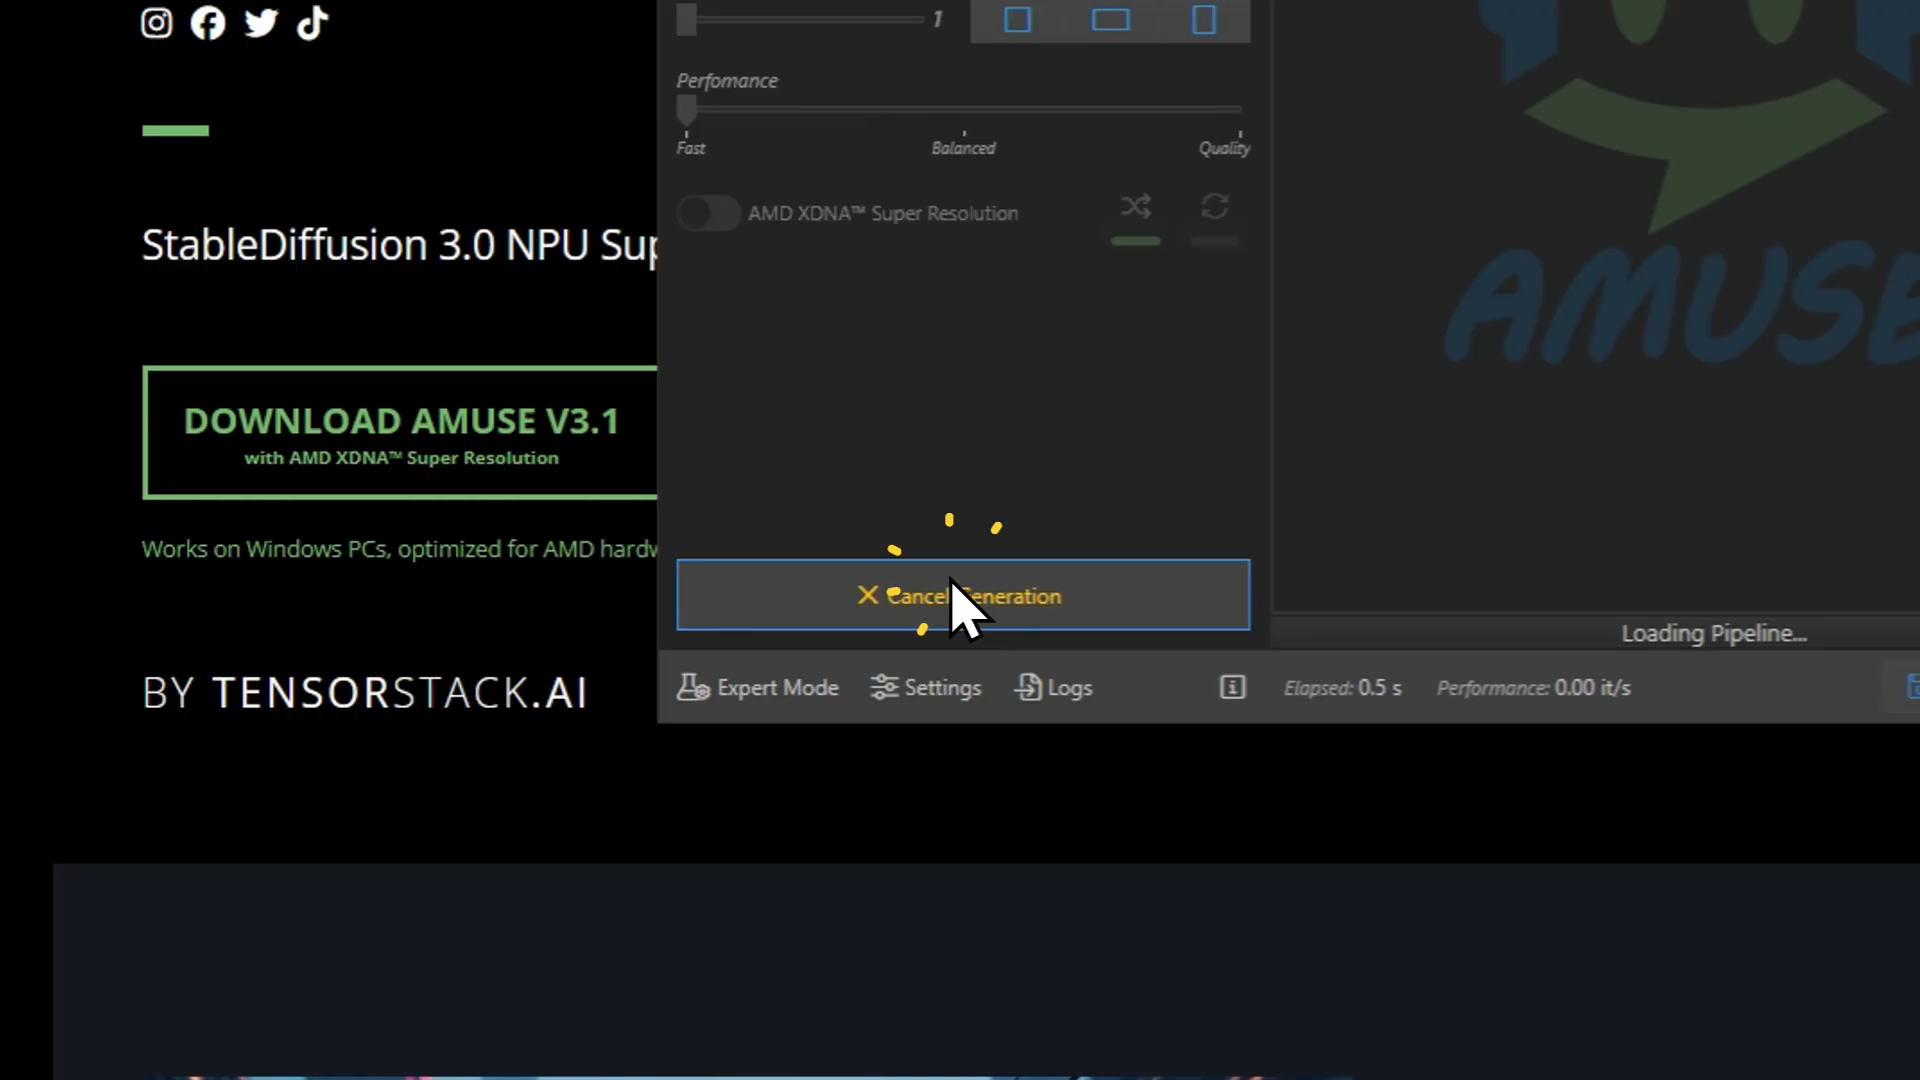 1
Perfomance
Fast Balanced Quality
AMD XDNA™ Super Resolution
StableDiffusion 3.0 NPU
AMUSE
DOWNLOAD AMUSE V3.1
with AMD XDNA™ Super Resolution
Works on Windows PCs, optimized for AMD
Cancel Generation
Loading Pipeline...
BY TENSORSTACK.AI
Expert Mode Settings Logs Elapsed: 0.5 s Performance: 0.00 it/s